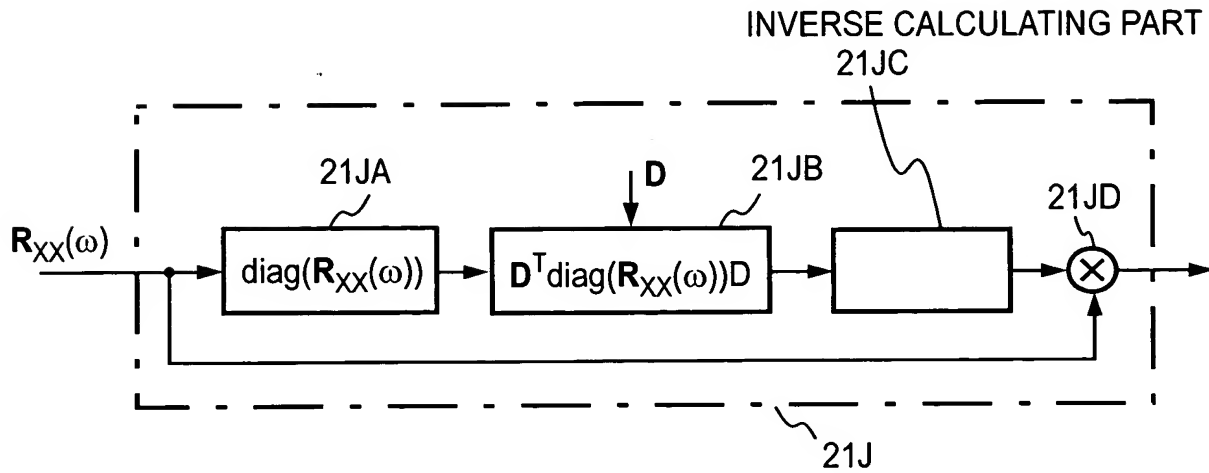 INVERSE CALCULATING PART
21JC
21JA
D
21JB
21JD
R_XX(ω)
diag(R_XX(ω))
D^T diag(R_XX(ω))D
21J